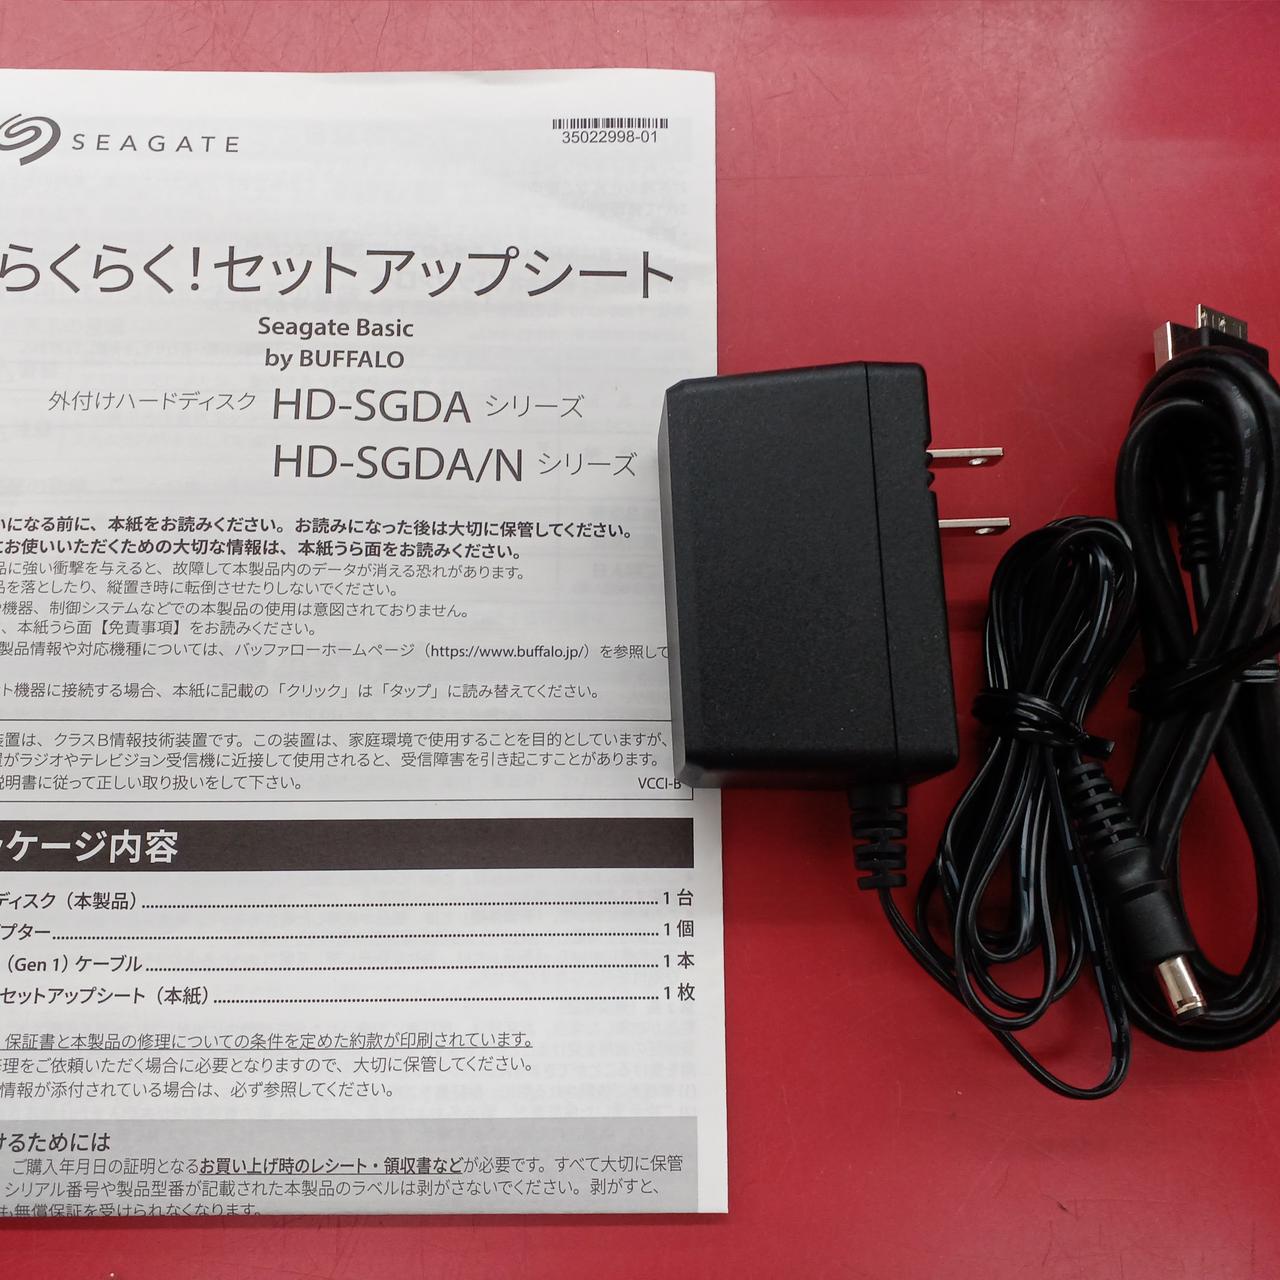 SEAGATE
35022998-01
らくらく!セットアップシート
Seagate Basic
by BUFFALO
外付けハードディスク HD-SGDA シリーズ
HD-SGDA/N シリーズ
いになる前に、本紙をお読みください。お読みになった後は大切に保管してください。
にお使いいただくための大切な情報は、本紙うら面をお読みください。
品に強い衝撃を与えると、故障して本製品内のデータが消える恐れがあります。
品を落としたり、縦置き時に転倒させたりしないでください。
機器、制御システムなどでの本製品の使用は意図されておりません。
、本紙うら面【免責事項】をお読みください。
製品情報や対応機種については、バッファローホームページ（https://www.buffalo.jp/）を参照して
ト機器に接続する場合、本紙に記載の「クリック」は「タップ」に読み替えてください。
装置は、クラスB情報技術装置です。この装置は、家庭環境で使用することを目的としていますが、
置がラジオやテレビジョン受信機に近接して使用されると、受信障害を引き起こすことがあります。
説明書に従って正しい取り扱いをして下さい。
VCCI-B
ッケージ内容
ディスク（本製品） 1 台
プター 1 個
（Gen 1）ケーブル 1 本
セットアップシート（本紙） 1 枚
保証書と本製品の修理についての条件を定めた約款が印刷されています。
修理をご依頼いただく場合に必要となりますので、大切に保管してください。
情報が添付されている場合は、必ず参照してください。
けるためには
ご購入年月日の証明となるお買い上げ時のレシート・領収書などが必要です。すべて大切に保管
シリアル番号や製品型番が記載された本製品のラベルは剥がさないでください。剥がすと、
も無償保証を受けられなくなります。